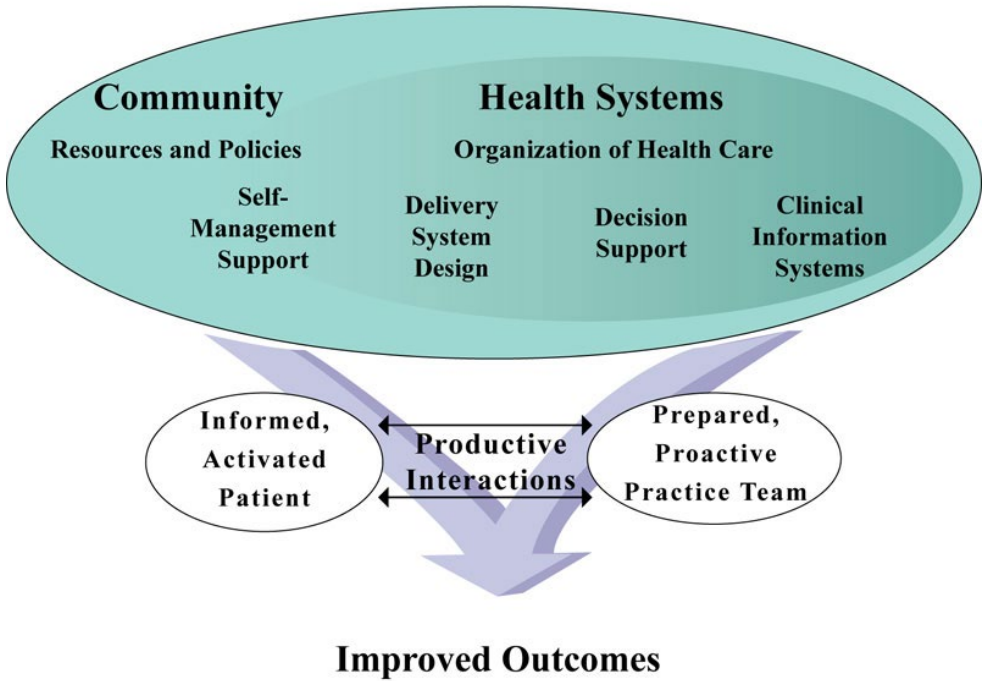 Community
Health Systems
Resources and Policies
Organization of Health Care
Self-
Management
Support
Delivery
System
Design
Decision
Support
Clinical
Information
Systems
Informed,
Activated
Patient
Productive
Interactions
Prepared,
Proactive
Practice Team
Improved Outcomes